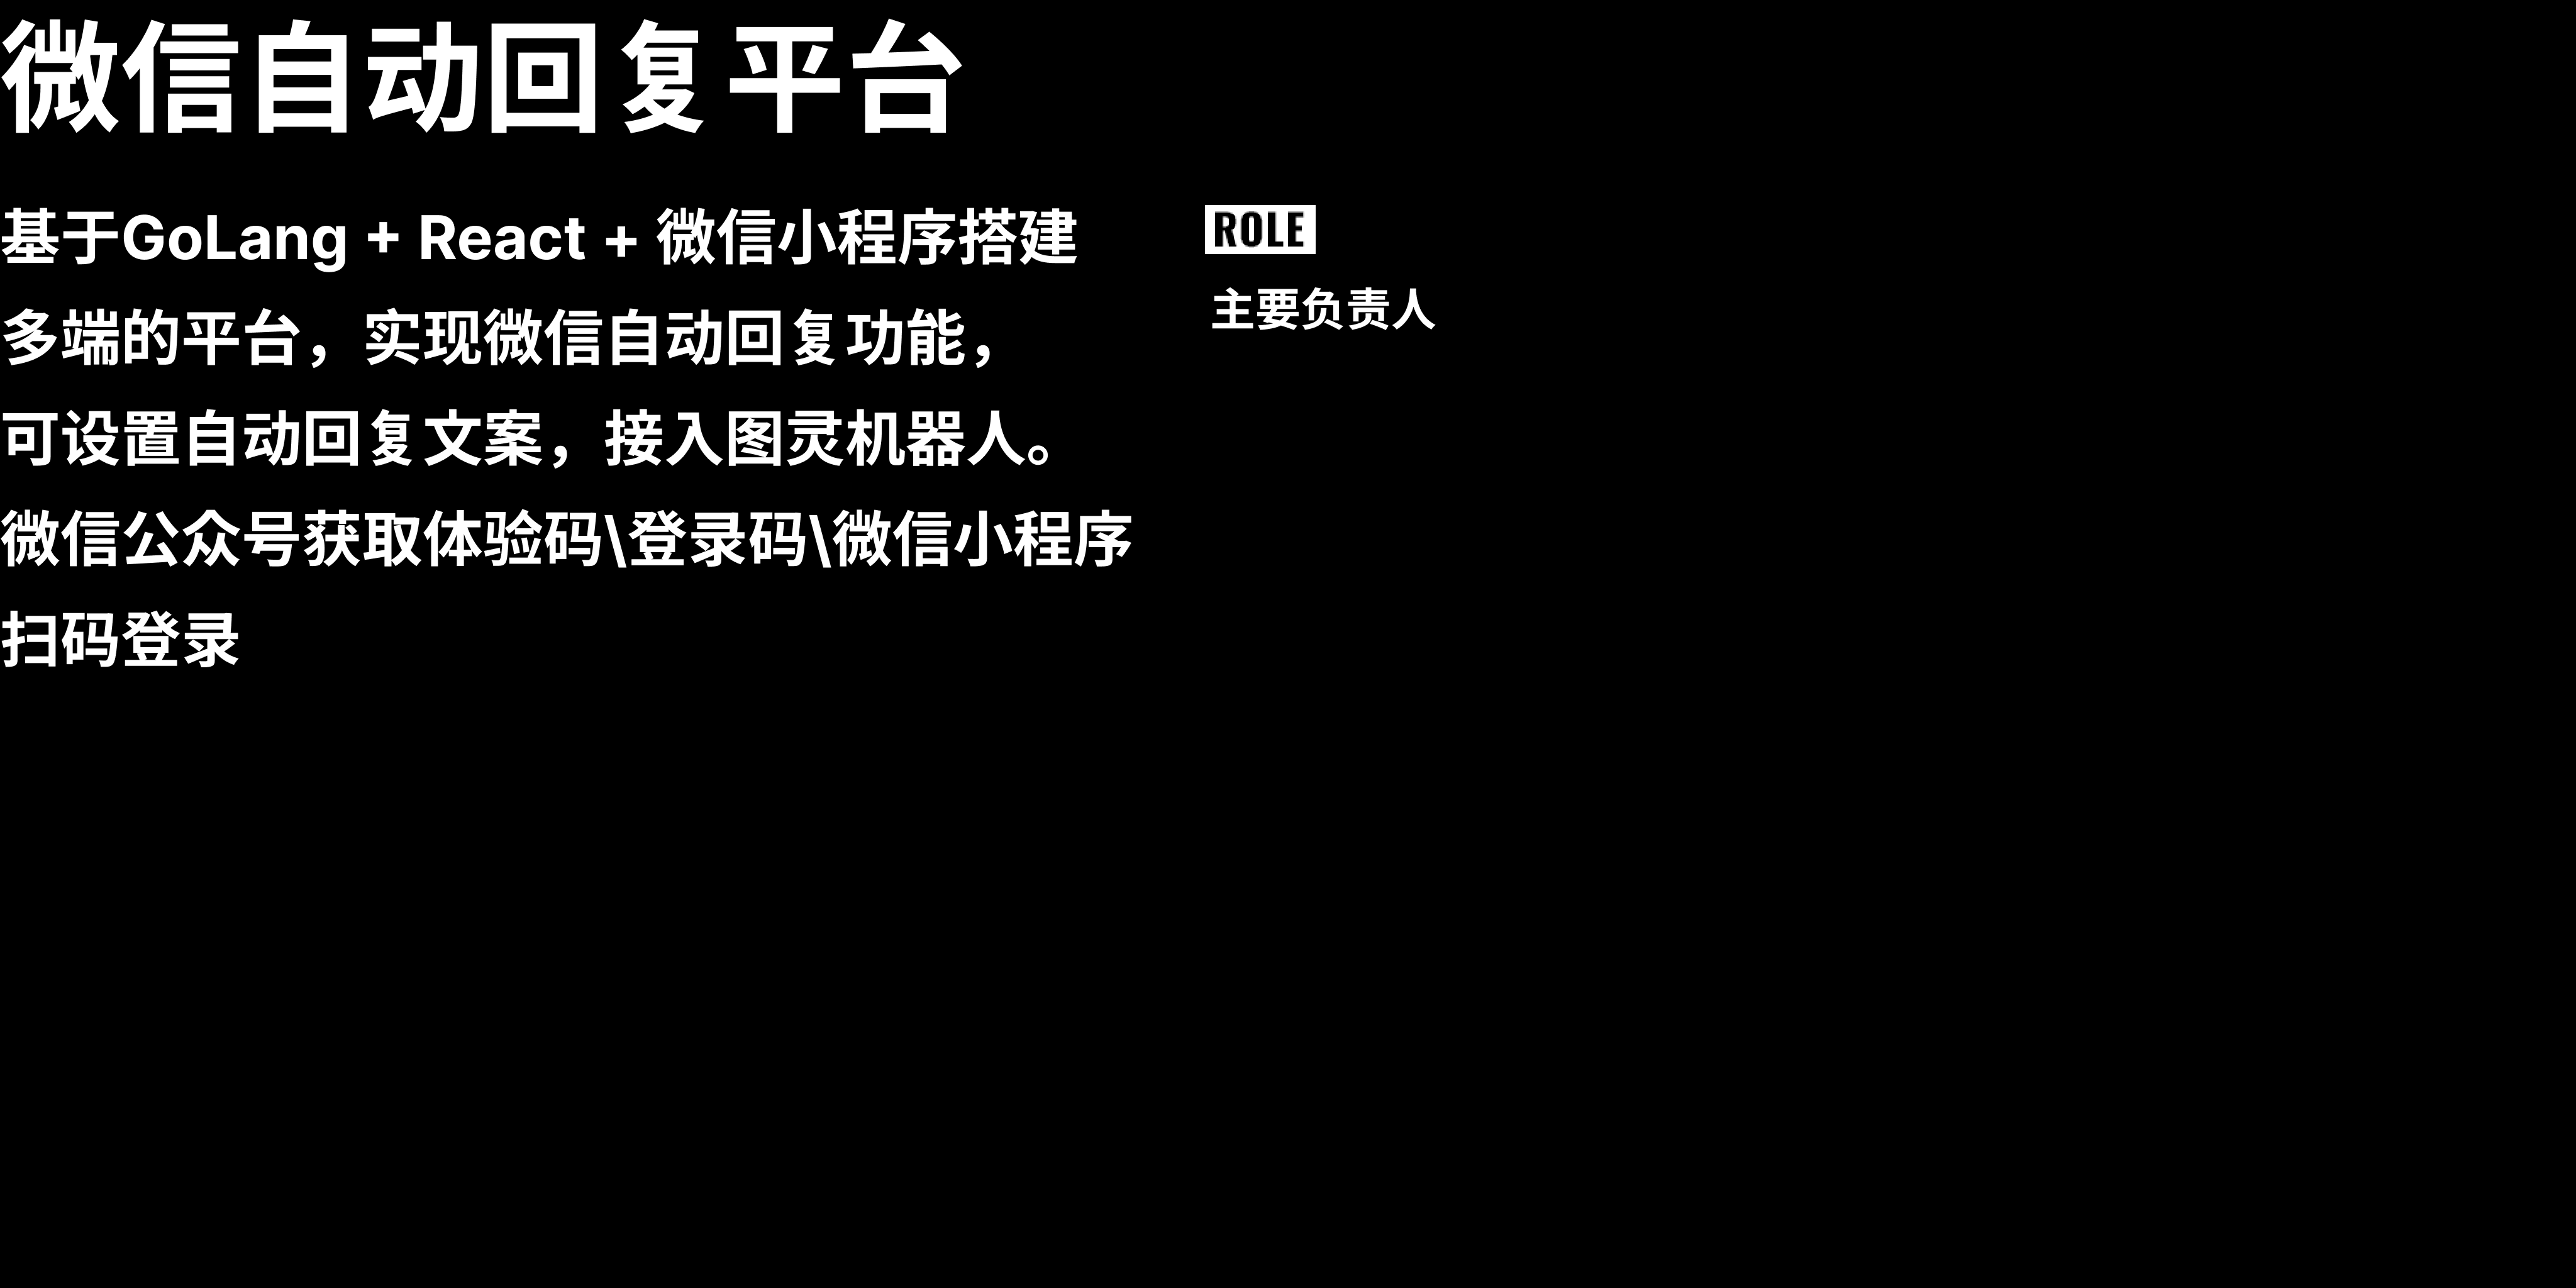 微信自动回复平台
基于GoLang + React + 微信小程序搭建
多端的平台，实现微信自动回复功能，
可设置自动回复文案，接入图灵机器人。
微信公众号获取体验码\登录码\微信小程序
扫码登录
ROLE
主要负责人